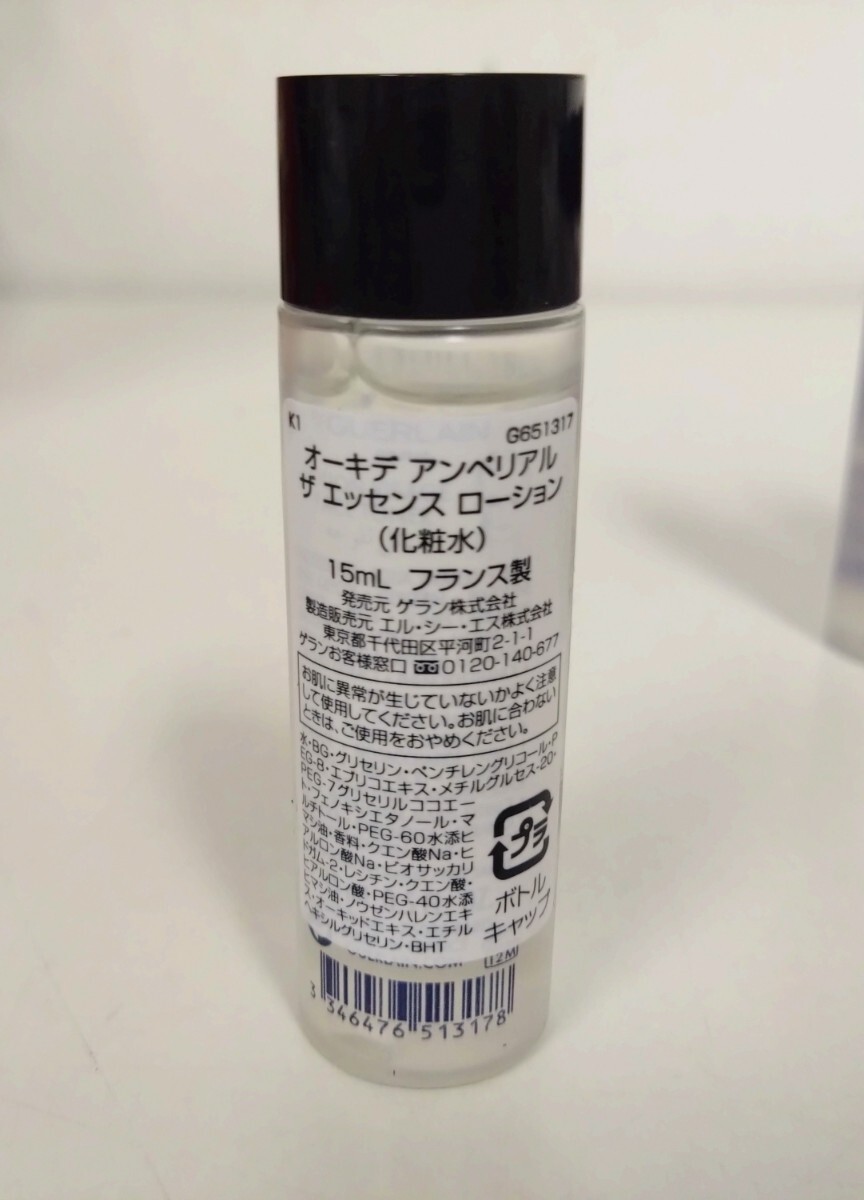 K1 G651317
オーキデ アンペリアル
ザ エッセンス ローション
(化粧水)
15mL フランス製
発売元 ゲラン株式会社
製造販売元 エル・シー・エス株式会社
東京都千代田区平河町2-1-1
ゲランお客様窓口 0120-140-677
お肌に異常が生じていないかよく注意
して使用してください。お肌に合わない
ときは、ご使用をおやめください。
水・BG・グリセリン・ペンチレングリコール・P
EG-8・エブリコエキス・メチルグルセス-20・
PEG-7グリセリルココエー
ト・フェノキシエタノール・マ
ルチトール・PEG-60水添ヒ
マシ油・香料・クエン酸Na・ヒ
アルロン酸Na・ビオサッカリ
ドガム-2・レシチン・クエン酸・
ヒアルロン酸・PEG-40水添
ヒマシ油・ノウゼンハレンエキ
ス・オーキッドエキス・エチル
ヘキシルグリセリン・BHT
プラ
ボトル
キャップ
GUERLAIN.COM 12M
3 346476 513178